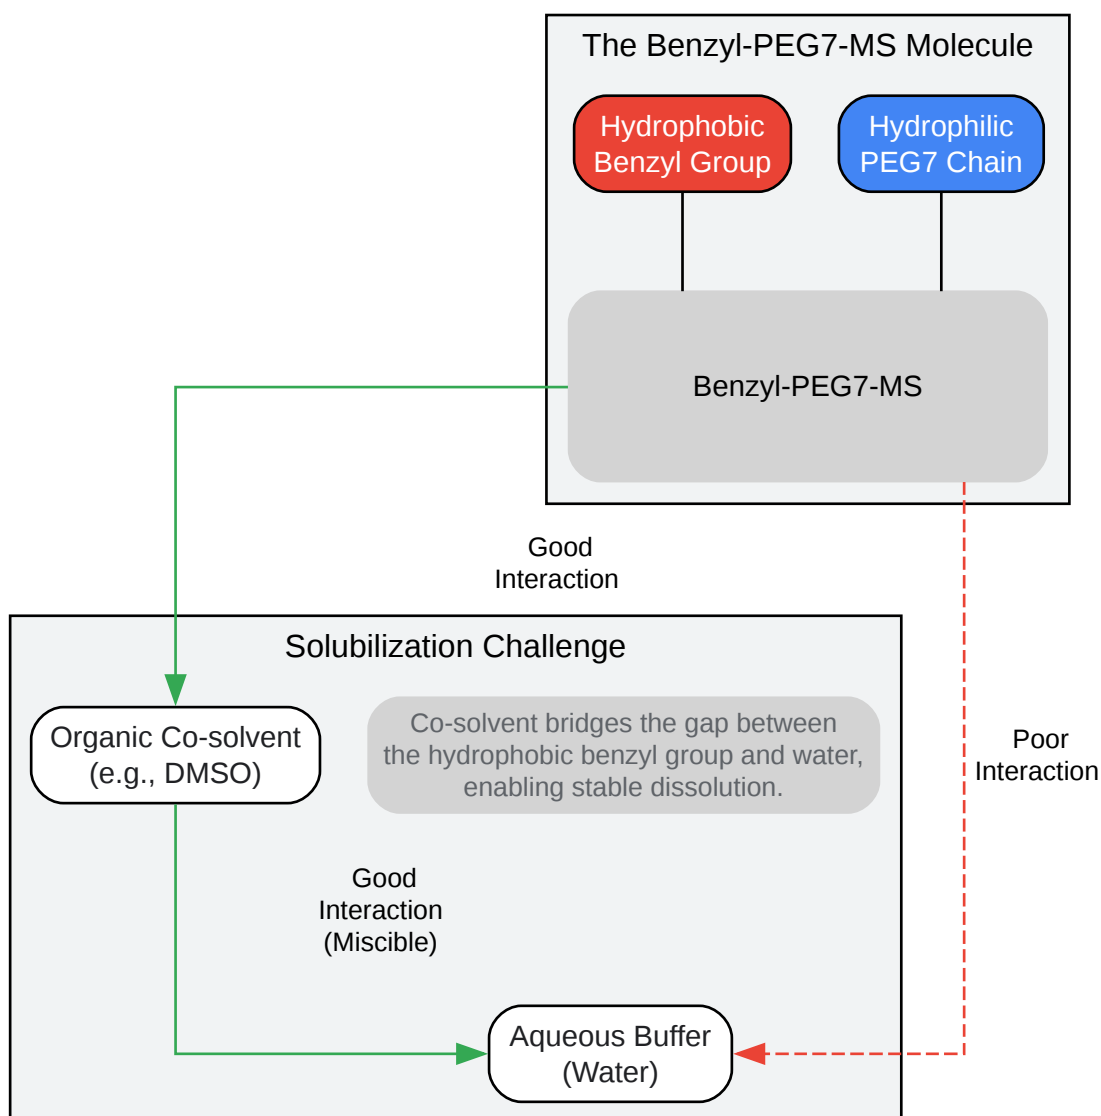 The Benzyl-PEG7-MS Molecule
Hydrophobic
Benzyl Group
Hydrophilic
PEG7 Chain
Benzyl-PEG7-MS
Good
Interaction
Solubilization Challenge
Organic Co-solvent
(e.g., DMSO)
Co-solvent bridges the gap between
the hydrophobic benzyl group and water,
enabling stable dissolution.
Poor
Interaction
Good
Interaction
(Miscible)
Aqueous Buffer
(Water)